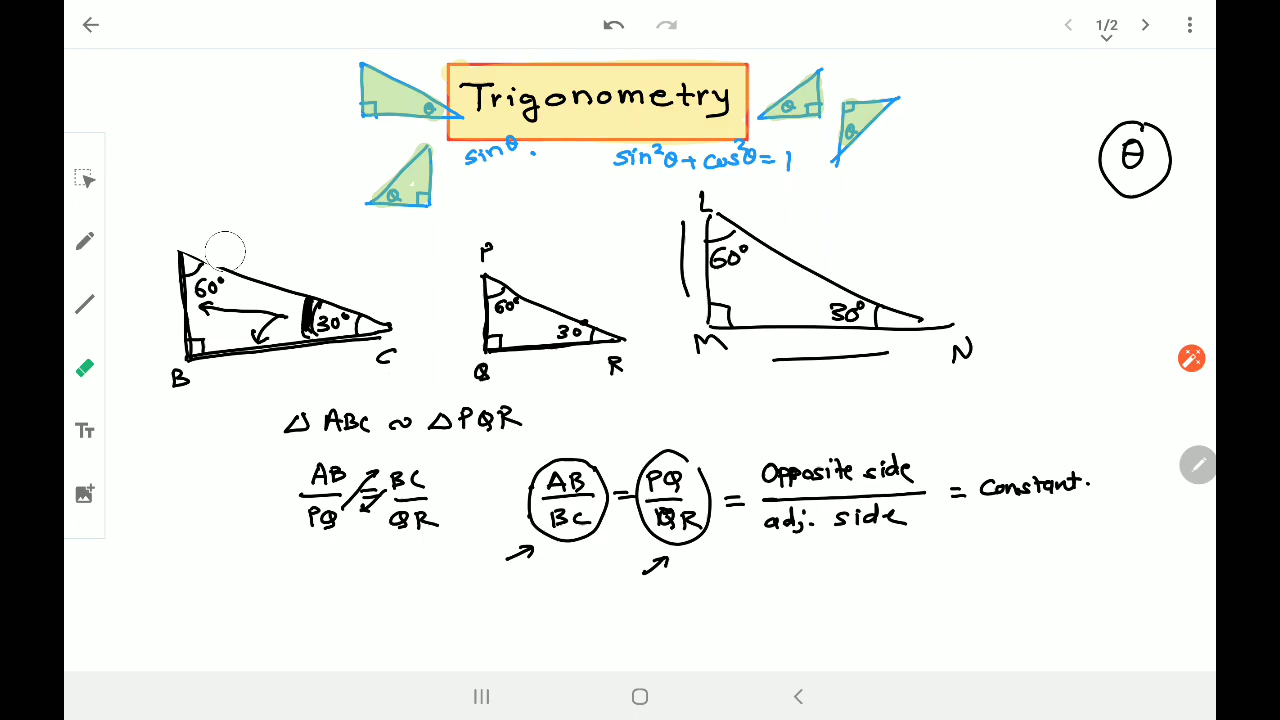 1/2
Trigonometry
θ θ θ θ
sinθ. sin²θ + cos²θ = 1
θ
60° 30° B C
P 60° 30 Q R
L 60° 30° M N
△ ABC ~ △ PQR
AB/PQ = BC/QR
AB/BC = PQ/QR = Opposite side/adj. side = constant.
Tт